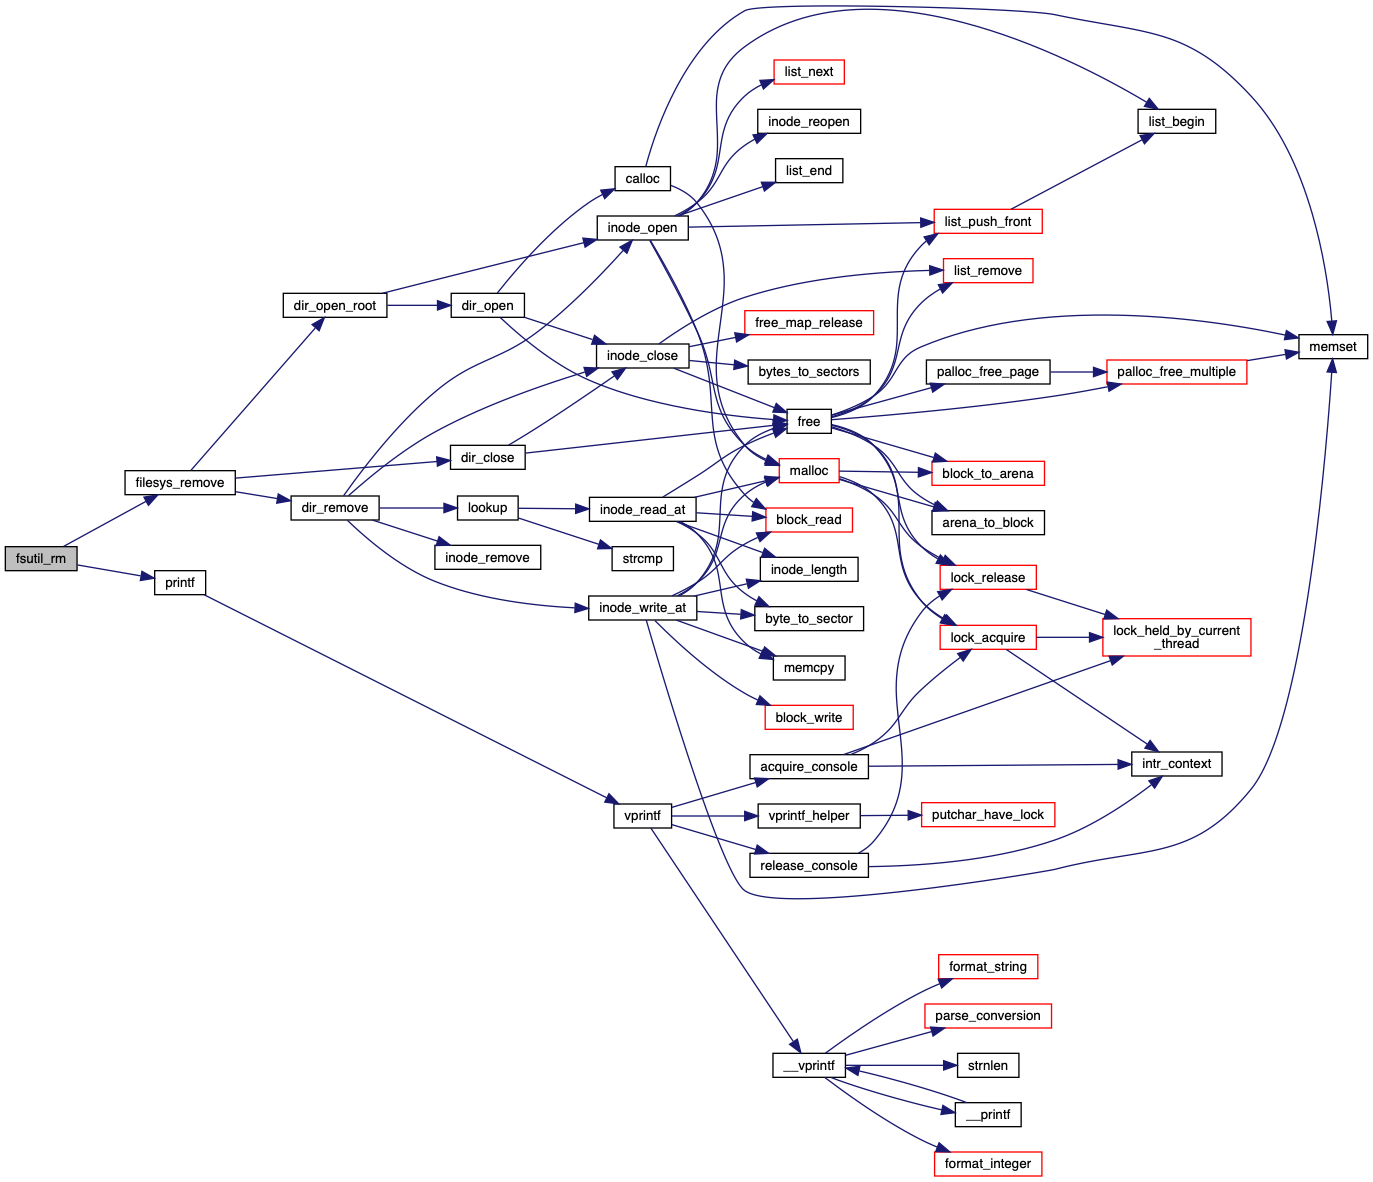 fsutil_rm
filesys_remove
printf
dir_open_root
dir_remove
dir_open
dir_close
lookup
inode_remove
calloc
inode_open
inode_close
inode_read_at
strcmp
inode_write_at
vprintf
list_next
inode_reopen
list_end
free_map_release
bytes_to_sectors
free
malloc
block_read
inode_length
byte_to_sector
memcpy
block_write
acquire_console
vprintf_helper
release_console
__vprintf
list_push_front
list_remove
palloc_free_page
block_to_arena
arena_to_block
lock_release
lock_acquire
putchar_have_lock
format_string
parse_conversion
strnlen
__printf
format_integer
list_begin
palloc_free_multiple
lock_held_by_current
_thread
intr_context
memset